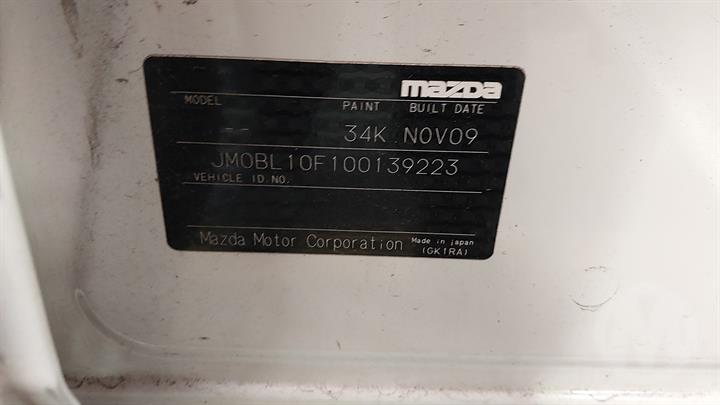 mazda
MODEL PAINT BUILT DATE
-- 34K NOV09
JM0BL10F100139223
VEHICLE ID.NO.
Mazda Motor Corporation Made in japan
(GK1RA)